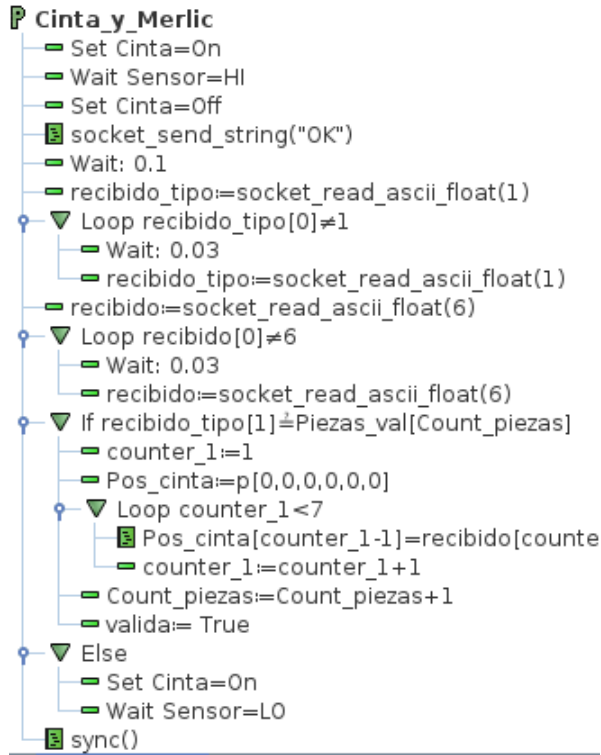 Cinta_y_Merlic
Set Cinta=On
Wait Sensor=HI
Set Cinta=Off
socket_send_string("OK")
Wait: 0.1
recibido_tipo:=socket_read_ascii_float(1)
Loop recibido_tipo[0]≠1
Wait: 0.03
recibido_tipo:=socket_read_ascii_float(1)
recibido:=socket_read_ascii_float(6)
Loop recibido[0]≠6
Wait: 0.03
recibido:=socket_read_ascii_float(6)
If recibido_tipo[1]≟Piezas_val[Count_piezas]
counter_1:=1
Pos_cinta:=p[0,0,0,0,0,0]
Loop counter_1<7
Pos_cinta[counter_1-1]=recibido[counte
counter_1:=counter_1+1
Count_piezas:=Count_piezas+1
valida:= True
Else
Set Cinta=On
Wait Sensor=LO
sync()